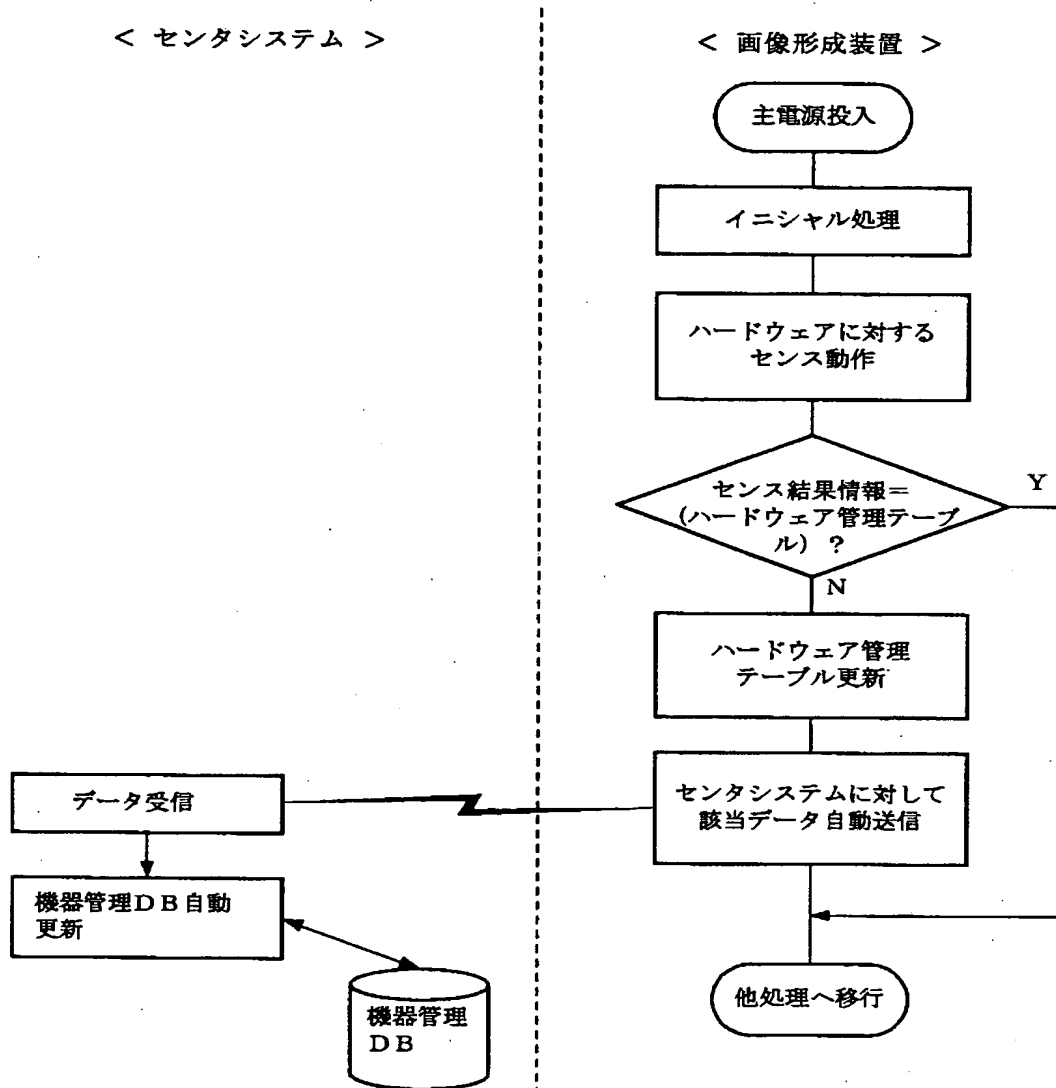 < センタシステム >
< 画像形成装置 >
主電源投入
イニシャル処理
ハードウェアに対する
センス動作
センス結果情報=
(ハードウェア管理テーブ
ル) ?
Y
N
ハードウェア管理
テーブル更新
センタシステムに対して
該当データ自動送信
データ受信
機器管理DB自動
更新
機器管理
DB
他処理へ移行